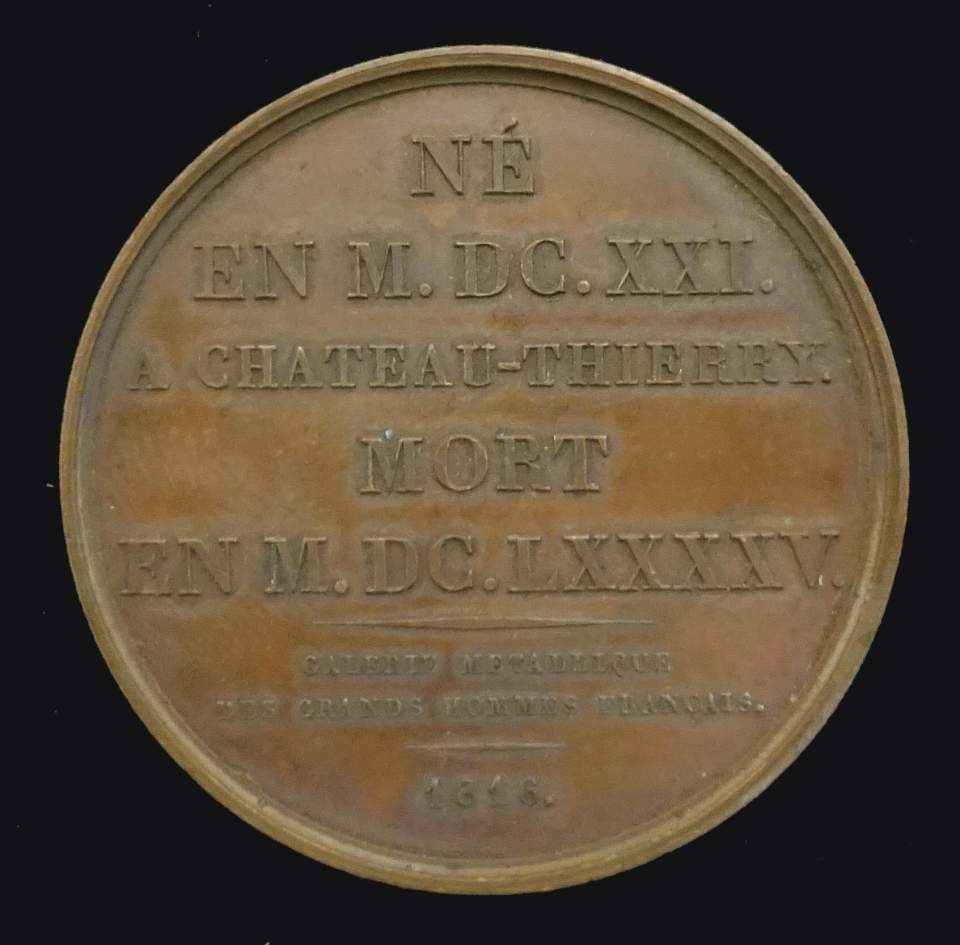 NÉ
EN M. DC. XXI.
A CHATEAU-THIERRY.
MORT
EN M. DC. LXXXXV.
GALERIE METALLIQUE
DES GRANDS HOMMES FRANÇAIS.
1816.